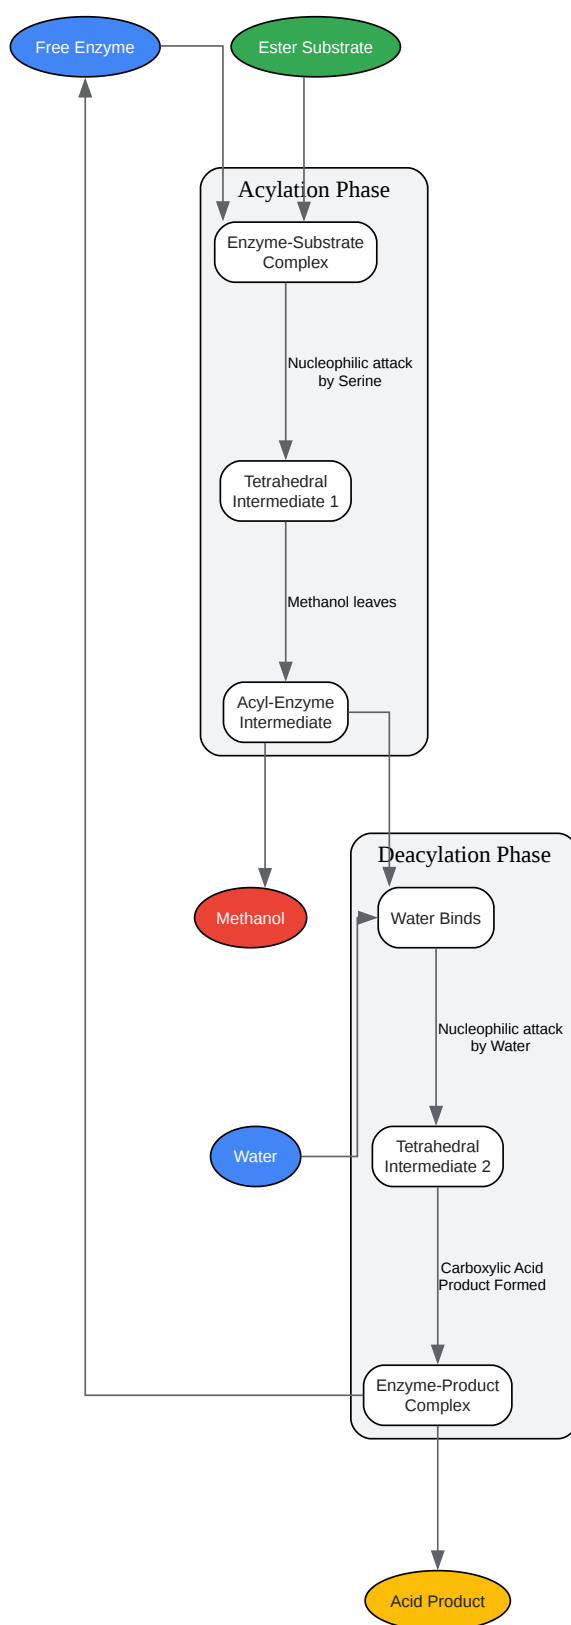 Free Enzyme
Ester Substrate
Acylation Phase
Enzyme-Substrate
Complex
Nucleophilic attack
by Serine
Tetrahedral
Intermediate 1
Methanol leaves
Acyl-Enzyme
Intermediate
Deacylation Phase
Methanol
Water Binds
Nucleophilic attack
by Water
Water
Tetrahedral
Intermediate 2
Carboxylic Acid
Product Formed
Enzyme-Product
Complex
Acid Product